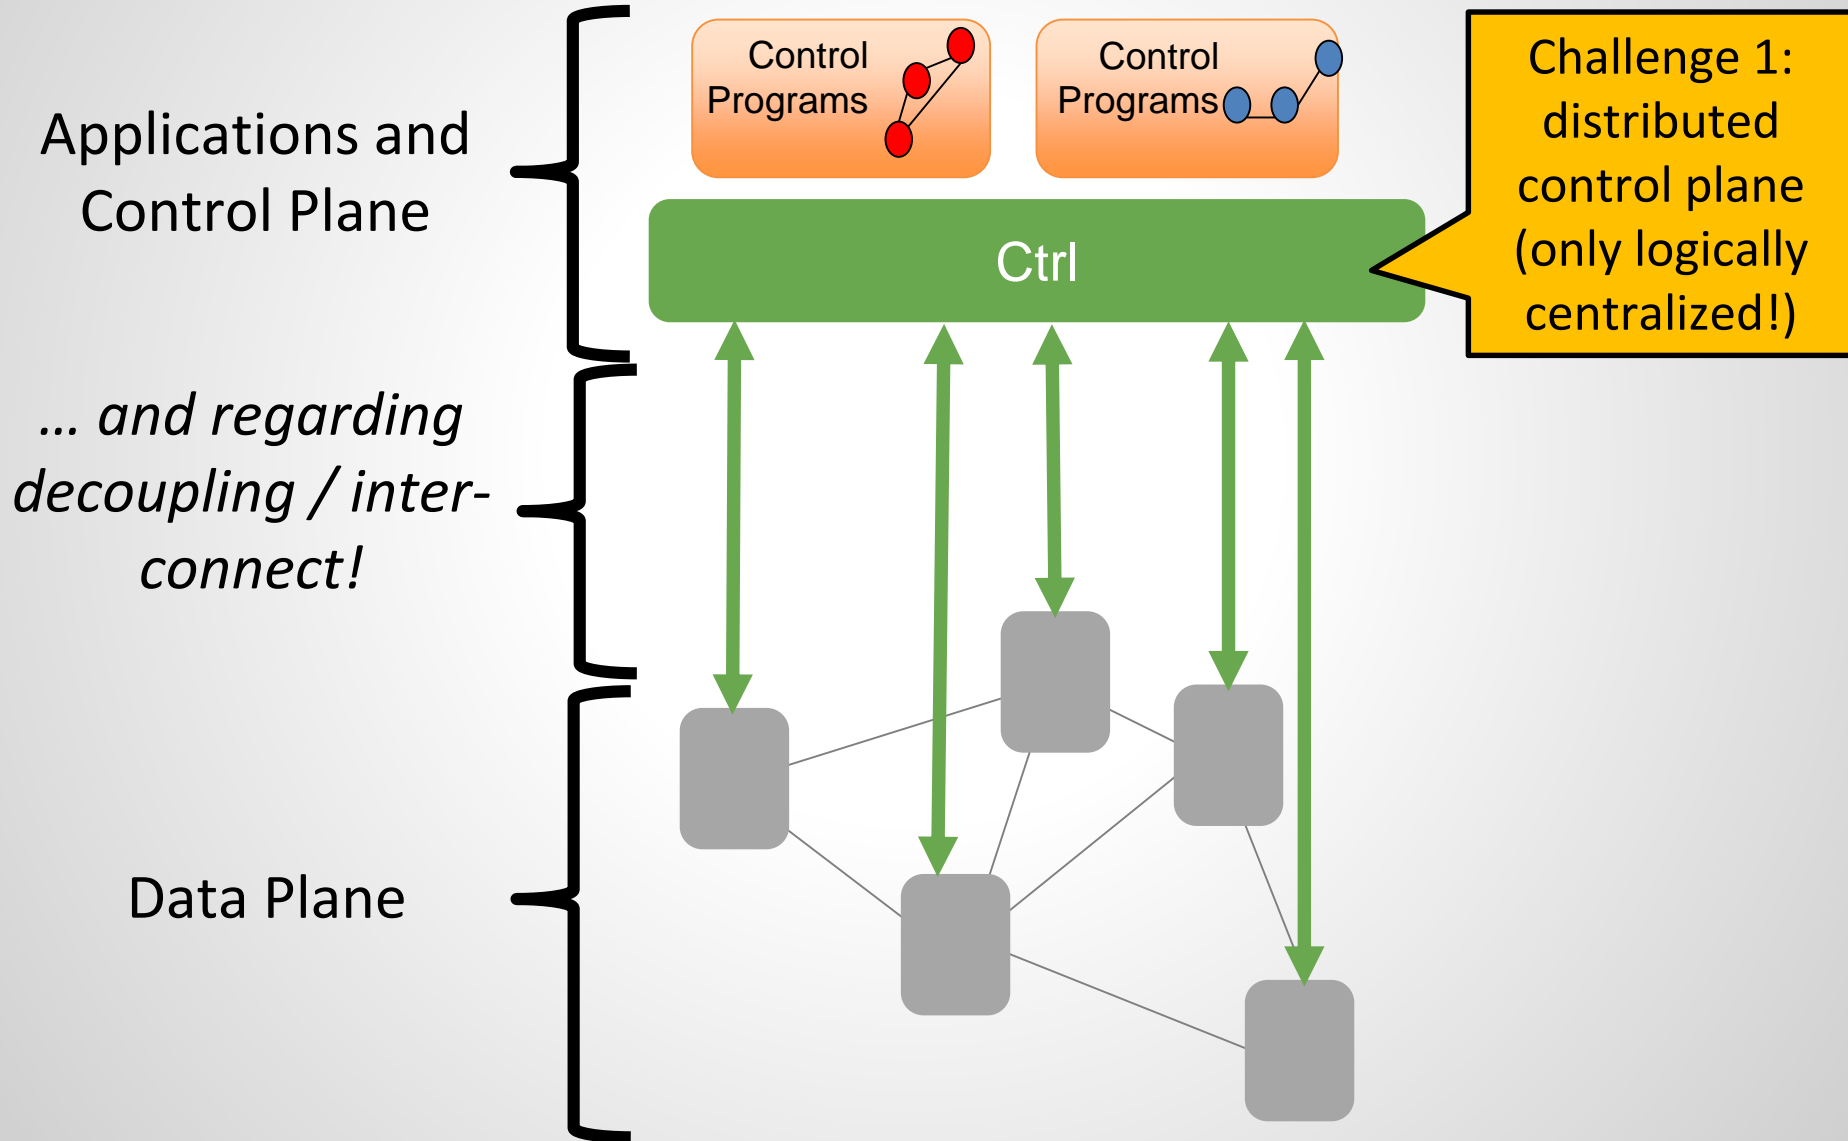 Applications and
Control Plane
… and regarding
decoupling / inter-
connect!
Data Plane
Control
Programs
Control
Programs
Ctrl
Challenge 1:
distributed
control plane
(only logically
centralized!)